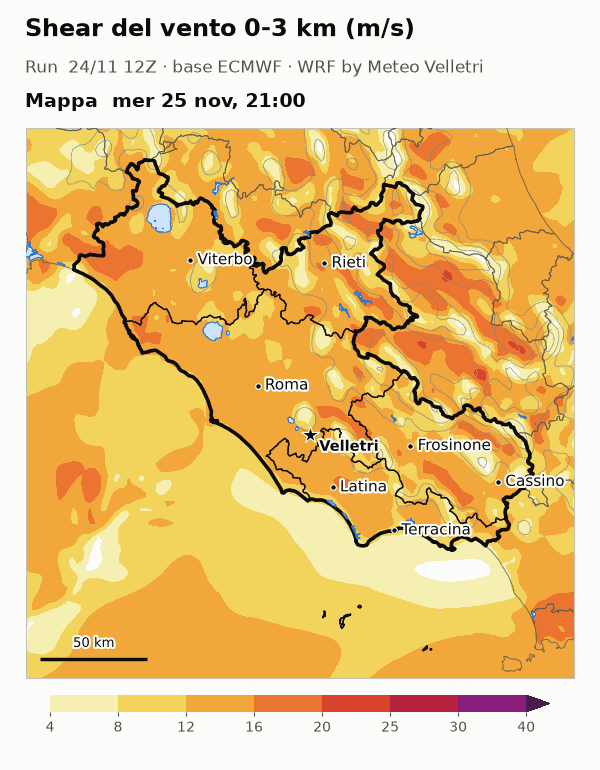 Shear del vento 0-3 km (m/s)
Run  24/11 12Z · base ECMWF · WRF by Meteo Velletri
Mappa  mer 25 nov, 21:00
Viterbo
Rieti
Roma
Velletri
Frosinone
Cassino
Latina
Terracina
50 km
4 8 12 16 20 25 30 40